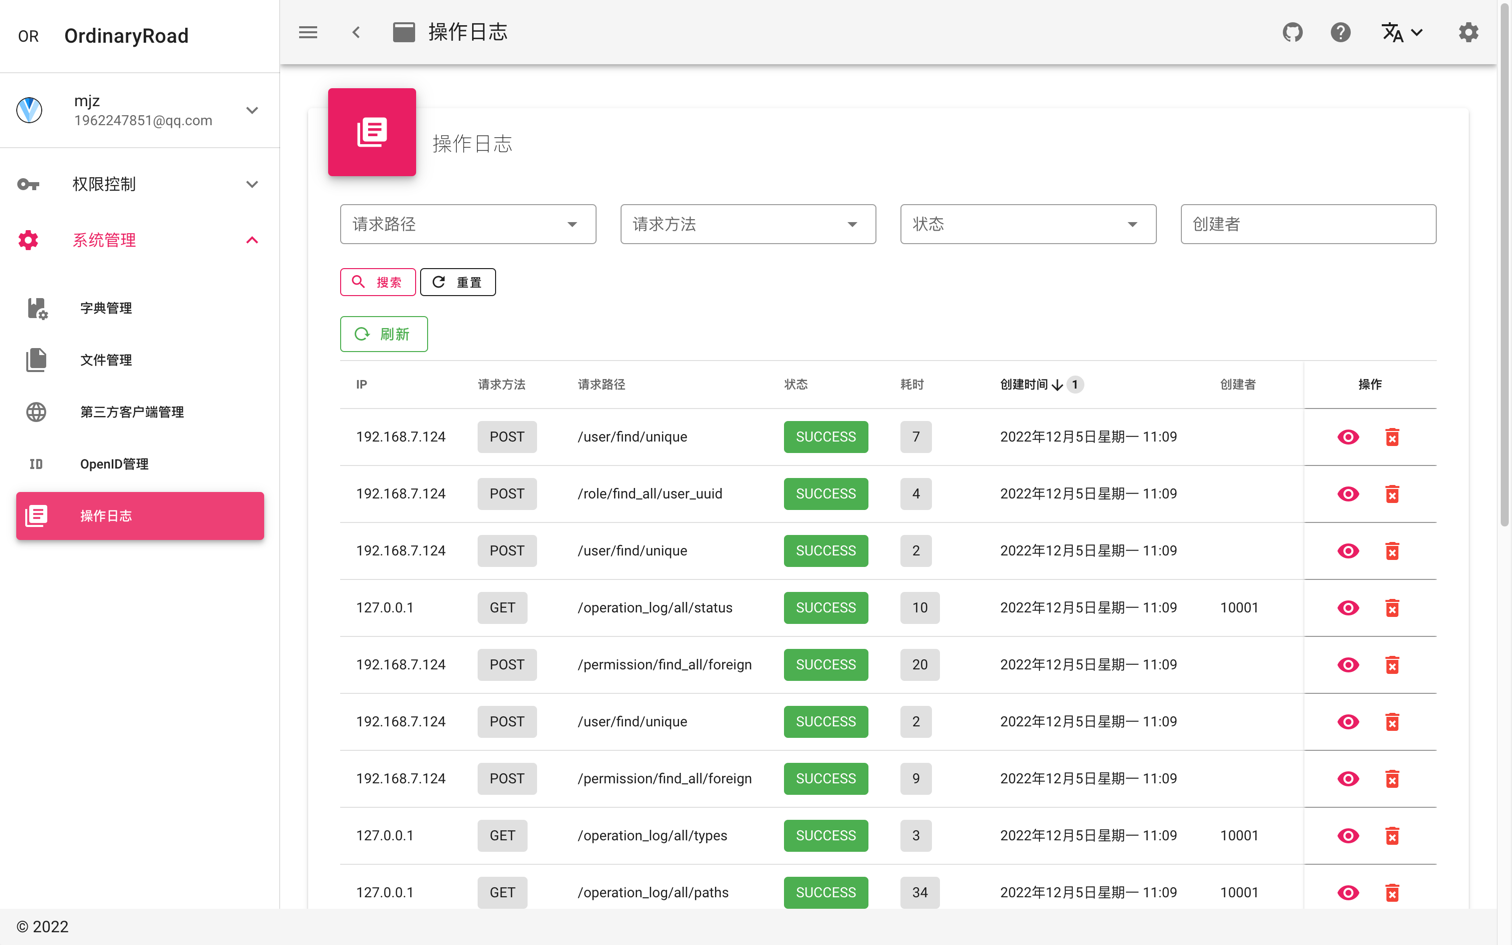 OR OrdinaryRoad
操作日志
mjz
1962247851@qq.com
权限控制
系统管理
字典管理
文件管理
第三方客户端管理
ID OpenID管理
操作日志
操作日志
请求路径 请求方法 状态 创建者
搜索 重置
刷新
IP 请求方法 请求路径 状态 耗时 创建时间 1 创建者 操作
192.168.7.124 POST /user/find/unique SUCCESS 7 2022年12月5日星期一 11:09
192.168.7.124 POST /role/find_all/user_uuid SUCCESS 4 2022年12月5日星期一 11:09
192.168.7.124 POST /user/find/unique SUCCESS 2 2022年12月5日星期一 11:09
127.0.0.1 GET /operation_log/all/status SUCCESS 10 2022年12月5日星期一 11:09 10001
192.168.7.124 POST /permission/find_all/foreign SUCCESS 20 2022年12月5日星期一 11:09
192.168.7.124 POST /user/find/unique SUCCESS 2 2022年12月5日星期一 11:09
192.168.7.124 POST /permission/find_all/foreign SUCCESS 9 2022年12月5日星期一 11:09
127.0.0.1 GET /operation_log/all/types SUCCESS 3 2022年12月5日星期一 11:09 10001
127.0.0.1 GET /operation_log/all/paths SUCCESS 34 2022年12月5日星期一 11:09 10001
© 2022